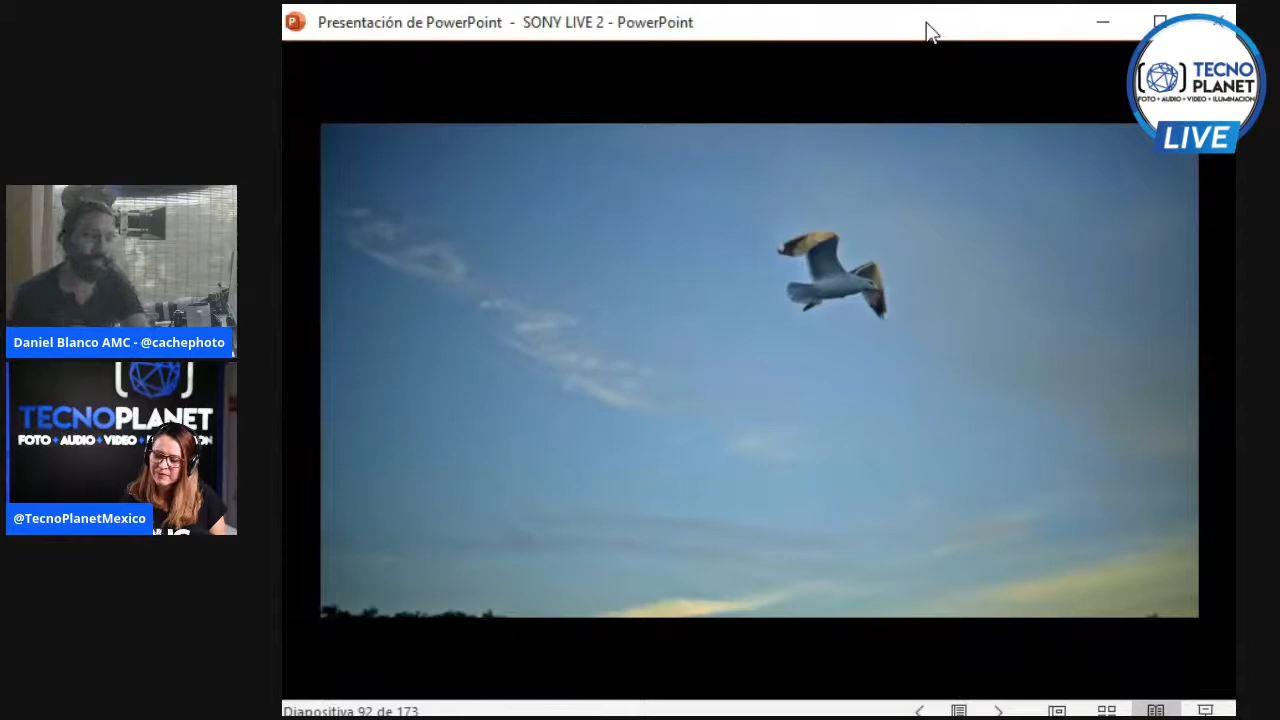 Presentación de PowerPoint - SONY LIVE 2 - PowerPoint
TECNO
PLANET
FOTO + AUDIO + VIDEO + ILUMINACION
LIVE
Daniel Blanco AMC - @cachephoto
TECNOPLANET
FOTO + AUDIO + VIDEO +
@TecnoPlanetMexico
Diapositiva 92 de 173